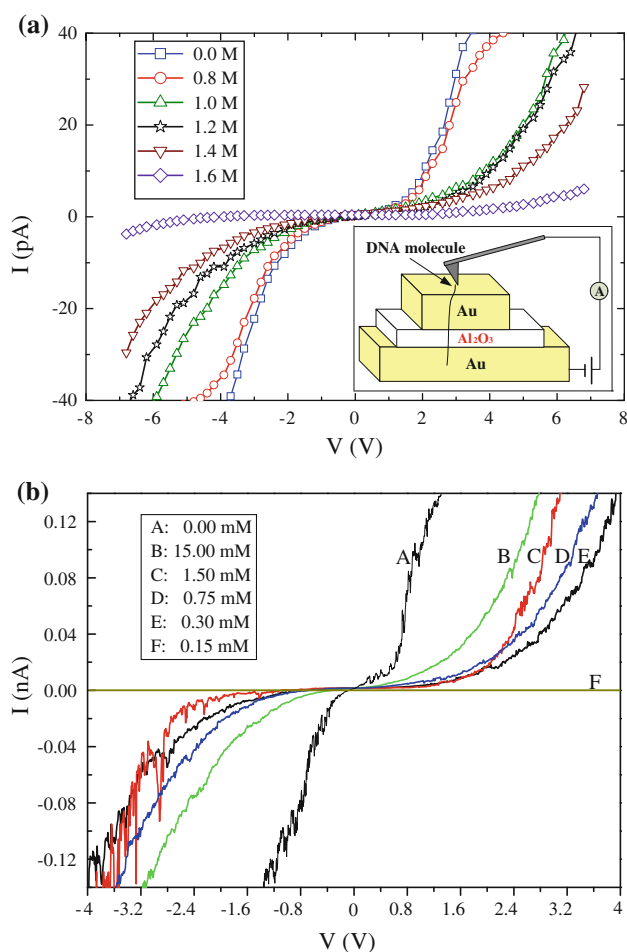 (a)
40
20
0
-20
-40
I (pA)
0.0 M
0.8 M
1.0 M
1.2 M
1.4 M
1.6 M
DNA molecule
A
Au
Al₂O₃
Au
-8 -6 -4 -2 0 2 4 6 8
V (V)
(b)
0.12
0.08
0.04
0.00
-0.04
-0.08
-0.12
I (nA)
A: 0.00 mM
B: 15.00 mM
C: 1.50 mM
D: 0.75 mM
E: 0.30 mM
F: 0.15 mM
A B C D E
F
-4 -3.2 -2.4 -1.6 -0.8 0 0.8 1.6 2.4 3.2 4
V (V)